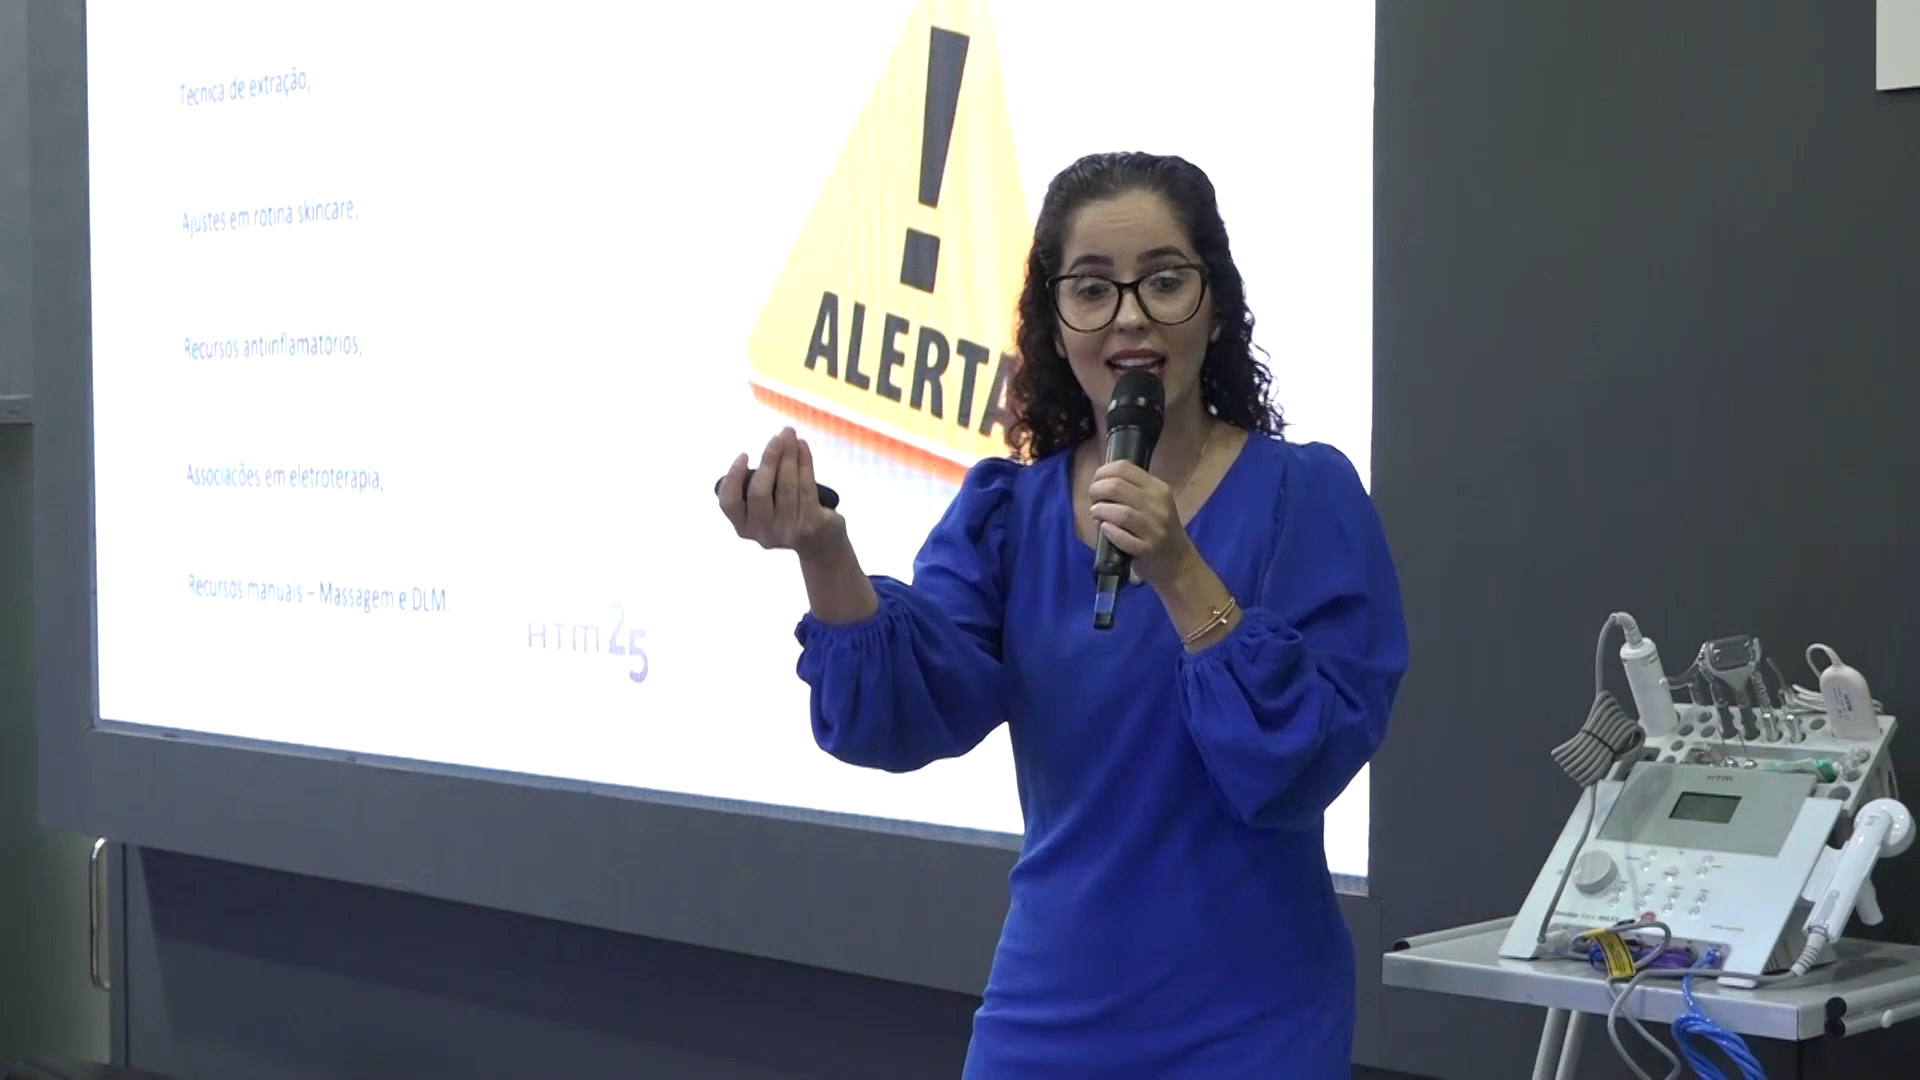 Técnica de extração,
Ajustes em rotina skincare,
Recursos antiinflamatórios,
Associações em eletroterapia,
Recursos manuais – Massagem e DLM
HTM 25
!
ALERTA
HTM